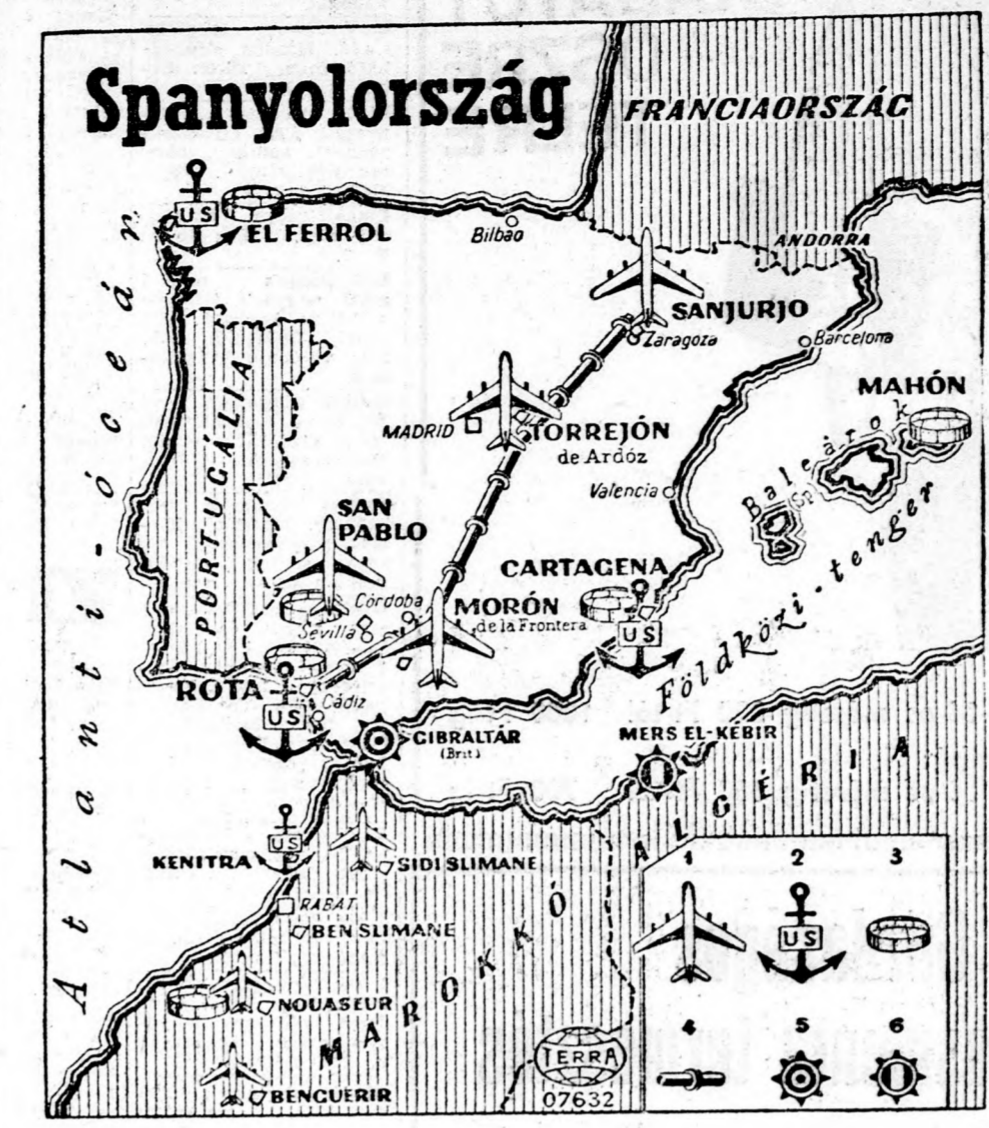 Spanyolország
FRANCIAORSZÁG
US
EL FERROL
Bilbao
ANDORRA
SANJURJO
Zaragoza
Barcelona
MAHÓN
MADRID
TORREJÓN
de Ardóz
Baleárok
Sp.
Valencia
PORTUGÁLIA
SAN
PABLO
CARTAGENA
US
Córdoba
MORÓN
de la Frontera
Sevilla
Földközi-tenger
ROTA
US
Cádiz
GIBRALTÁR
(Brit.)
MERS EL-KEBIR
ALGÉRIA
Atlanti-óceán
KENITRA
US
SIDI SLIMANE
RABAT
BEN SLIMANE
NOUASEUR
MAROKKÓ
BENGUERIR
TERRA
07632
1 2 3
US
4 5 6